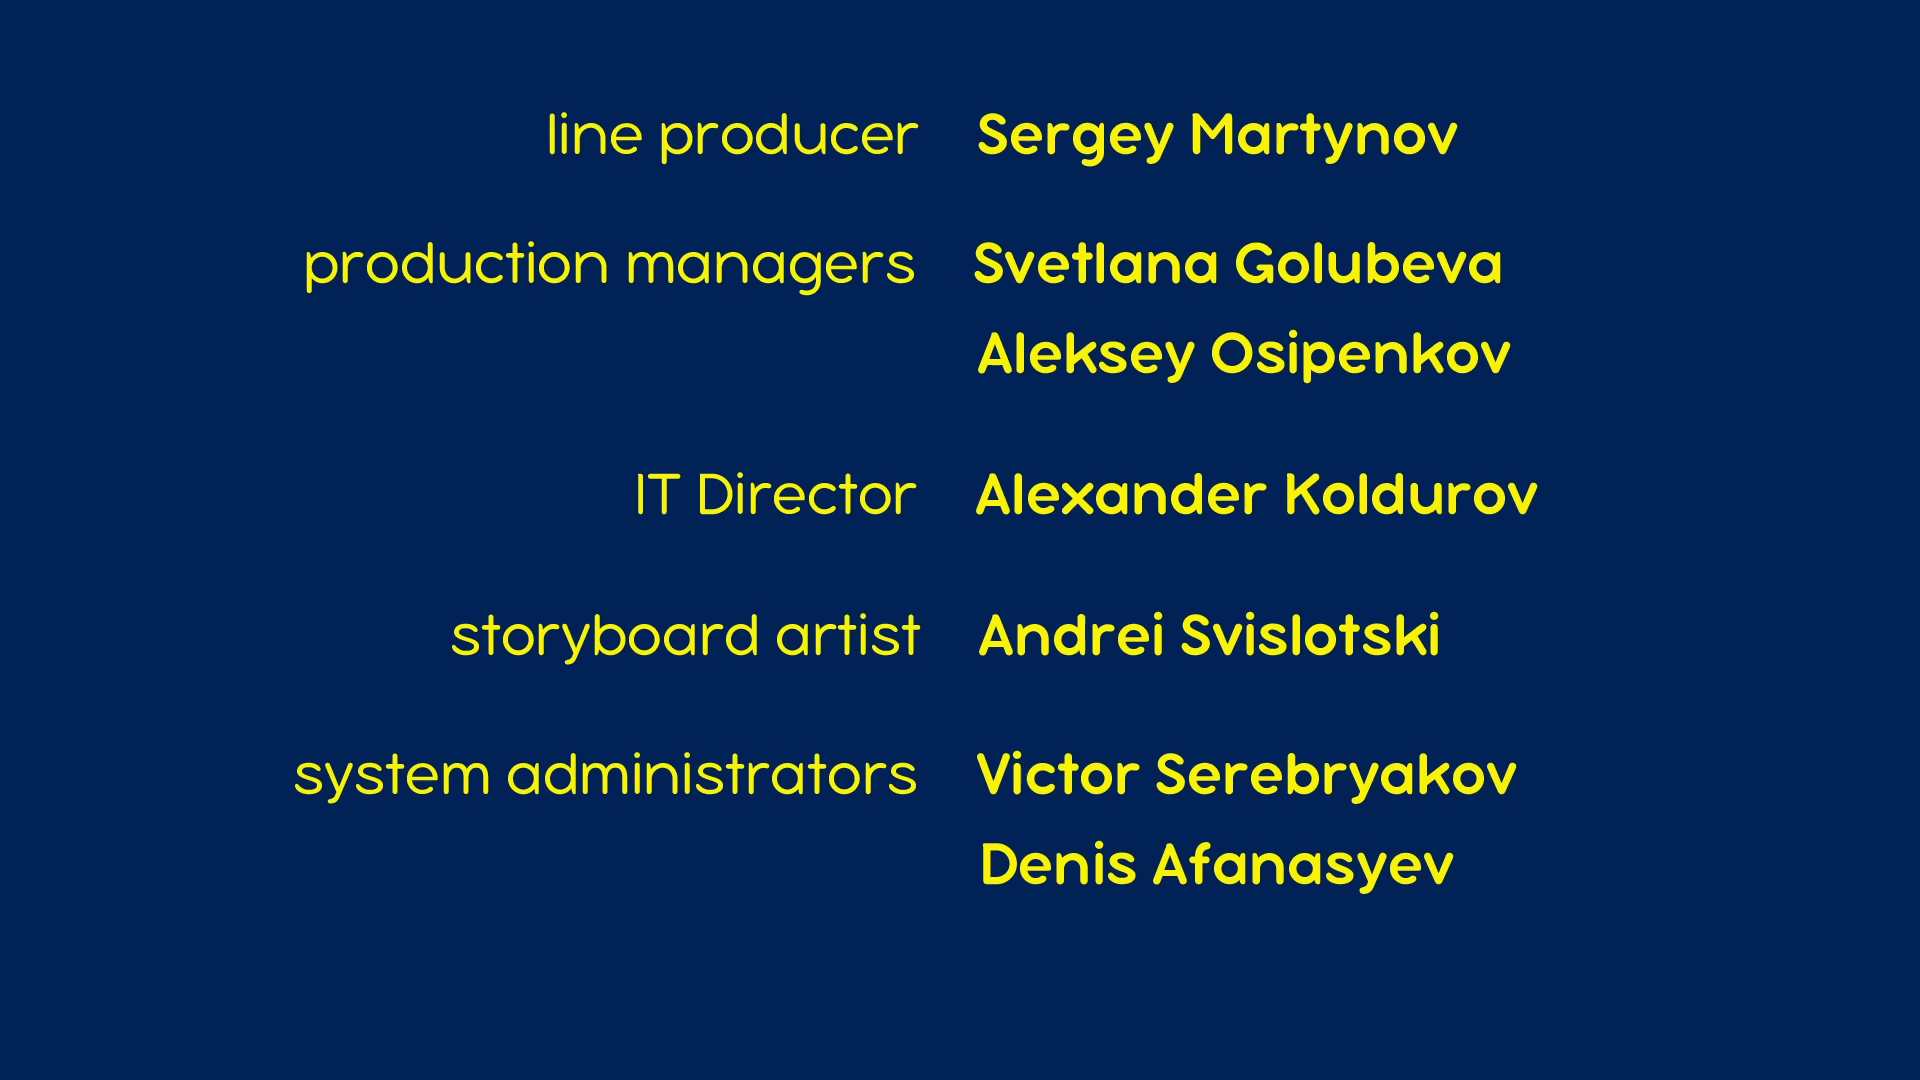 line producer Sergey Martynov
production managers Svetlana Golubeva
Aleksey Osipenkov
IT Director Alexander Koldurov
storyboard artist Andrei Svislotski
system administrators Victor Serebryakov
Denis Afanasyev